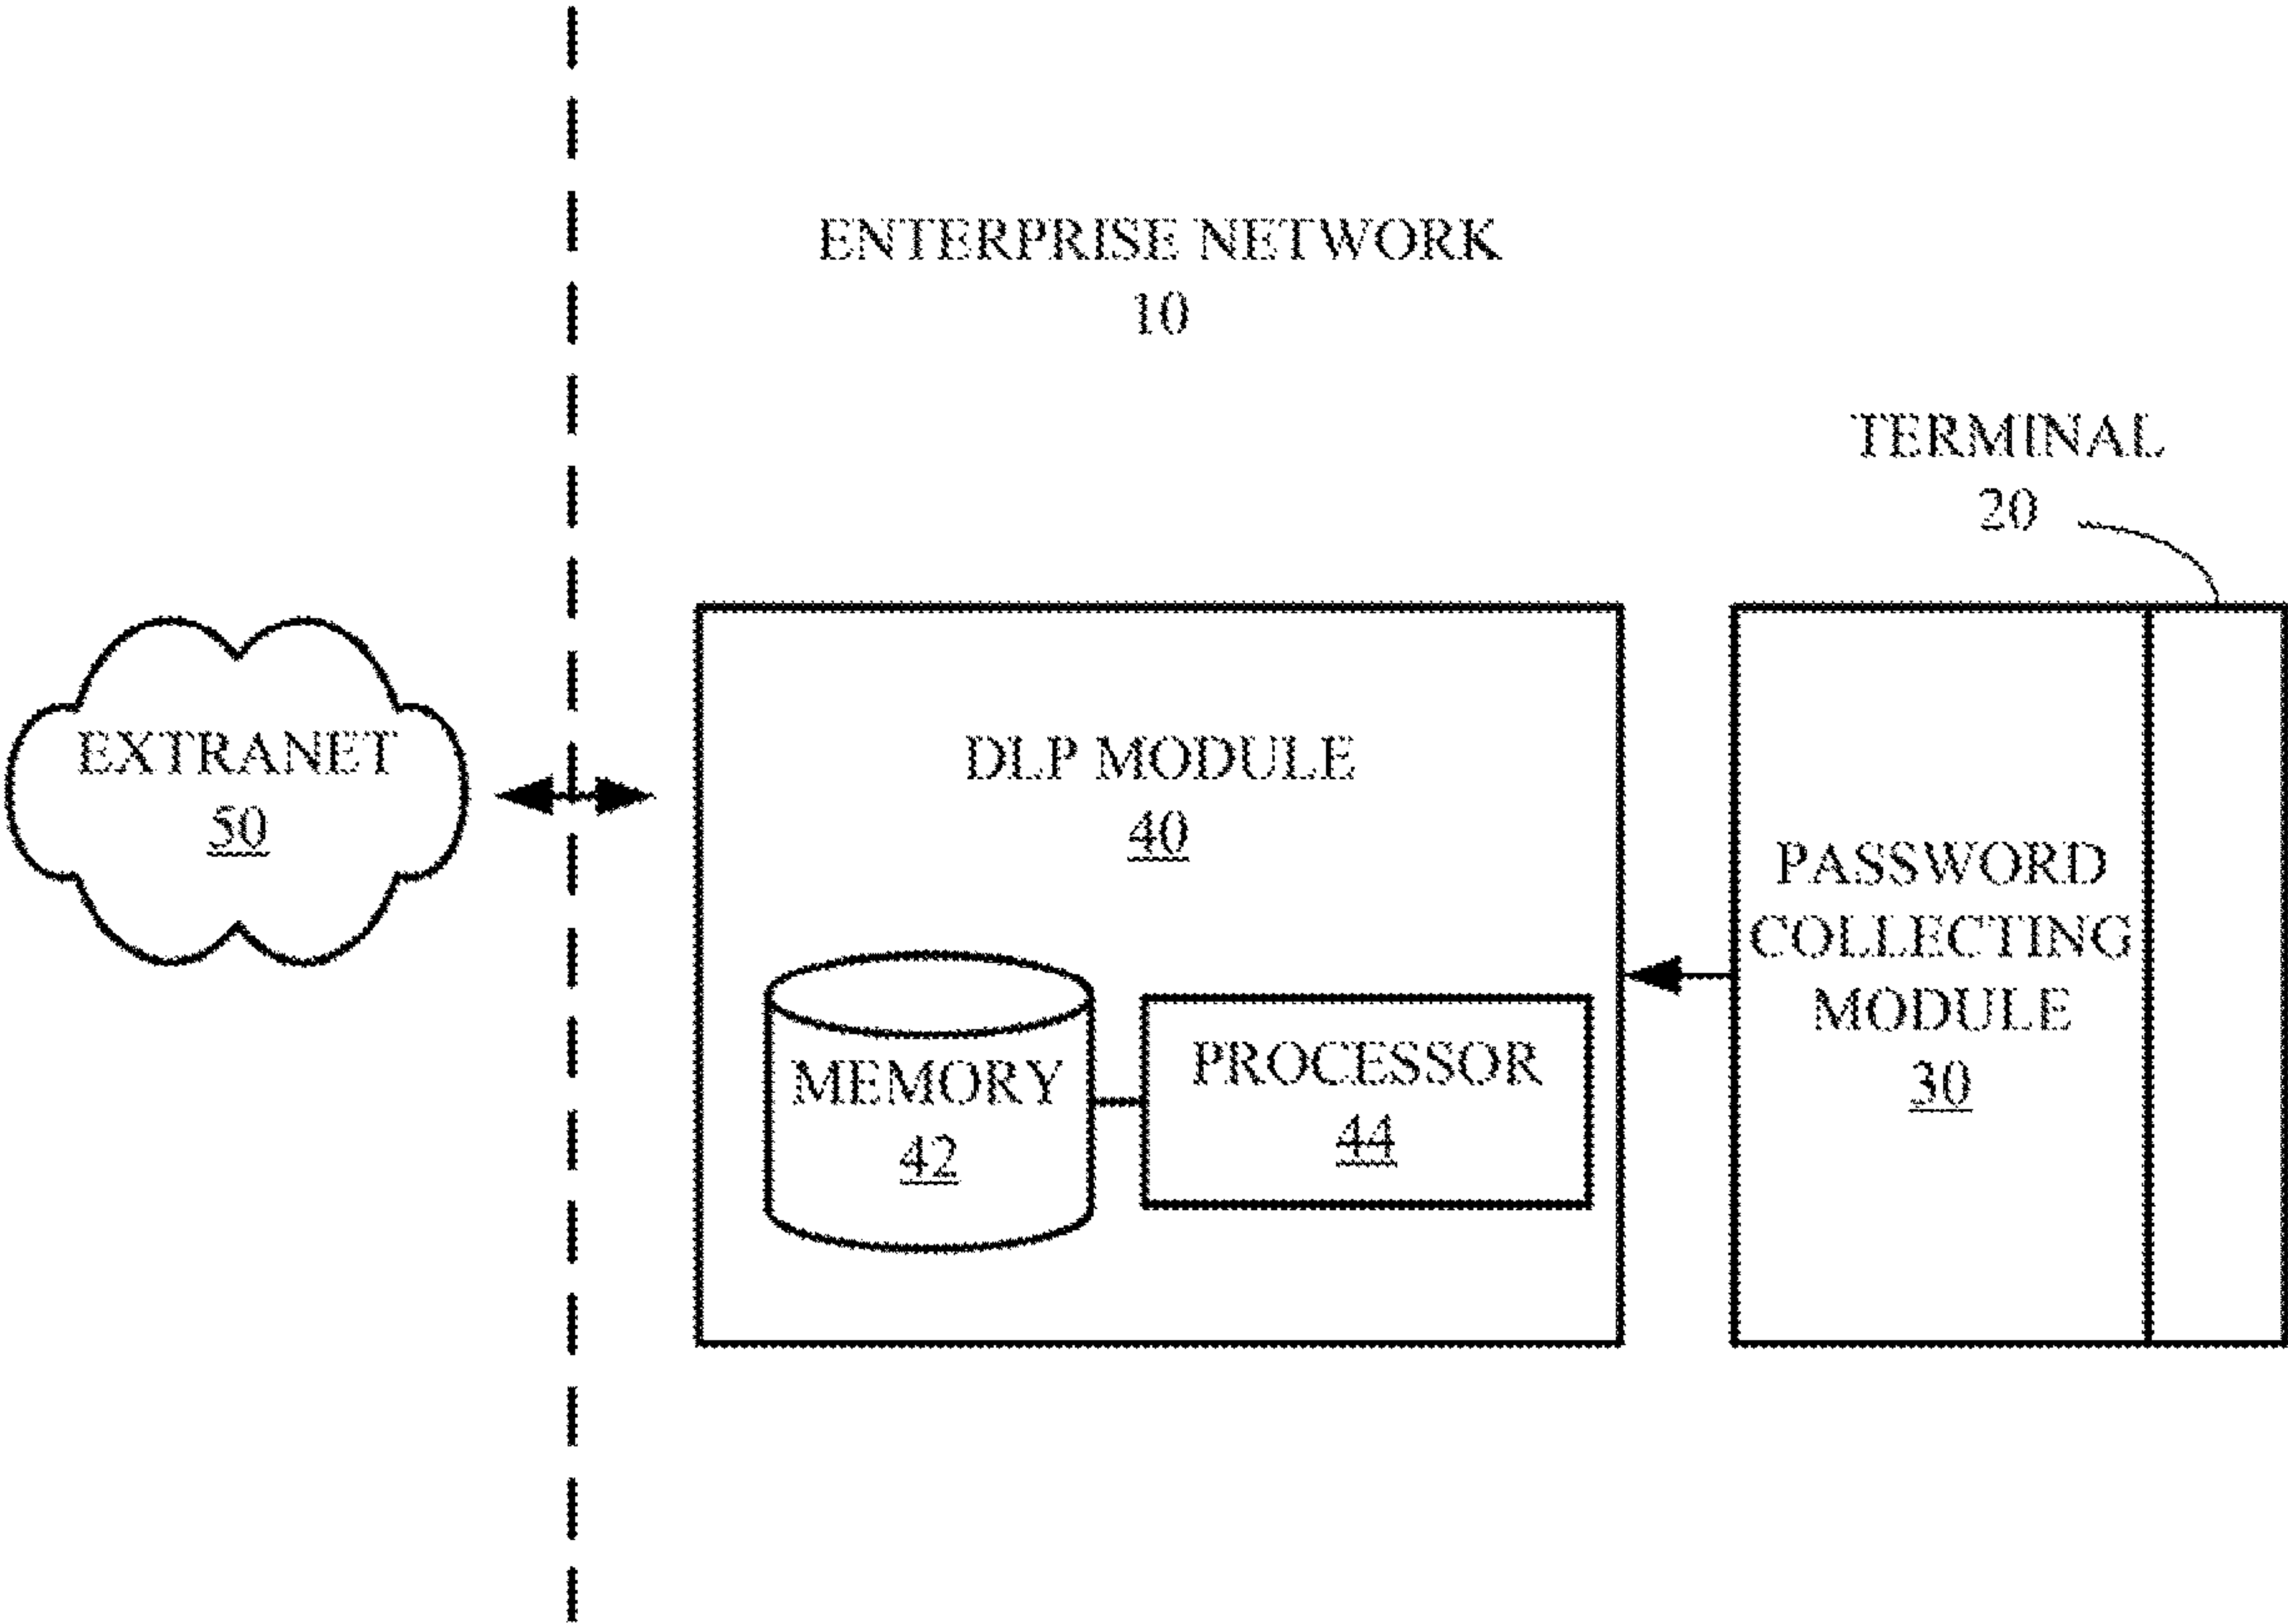 ENTERPRISE NETWORK
10
TERMINAL
20
EXTRANET
50
DLP MODULE
40
PASSWORD
COLLECTING
MODULE
30
MEMORY
42
PROCESSOR
44